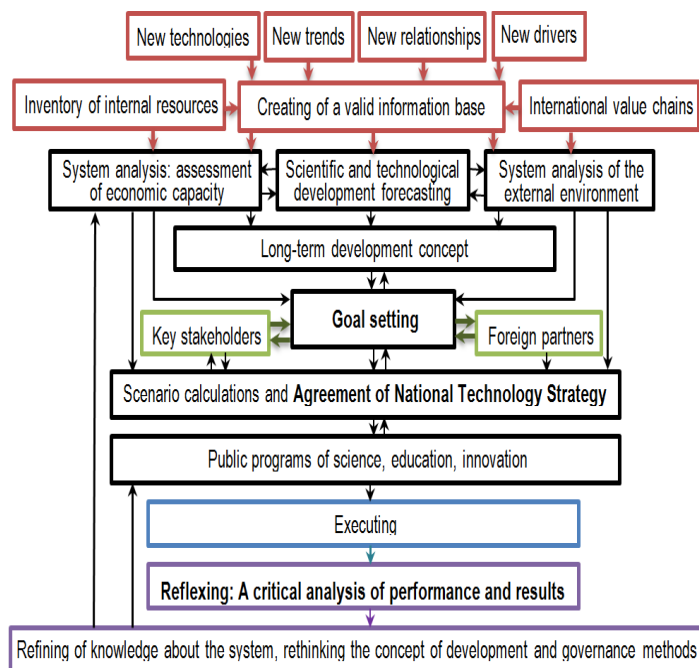 New technologies
New trends
New relationships
New drivers
Inventory of internal resources
Creating of a valid information base
International value chains
System analysis: assessment
of economic capacity
Scientific and technological
development forecasting
System analysis of the
external environment
Long-term development concept
Goal setting
Key stakeholders
Foreign partners
Scenario calculations and Agreement of National Technology Strategy
Public programs of science, education, innovation
Executing
Reflexing: A critical analysis of performance and results
Refining of knowledge about the system, rethinking the concept of development and governance methods